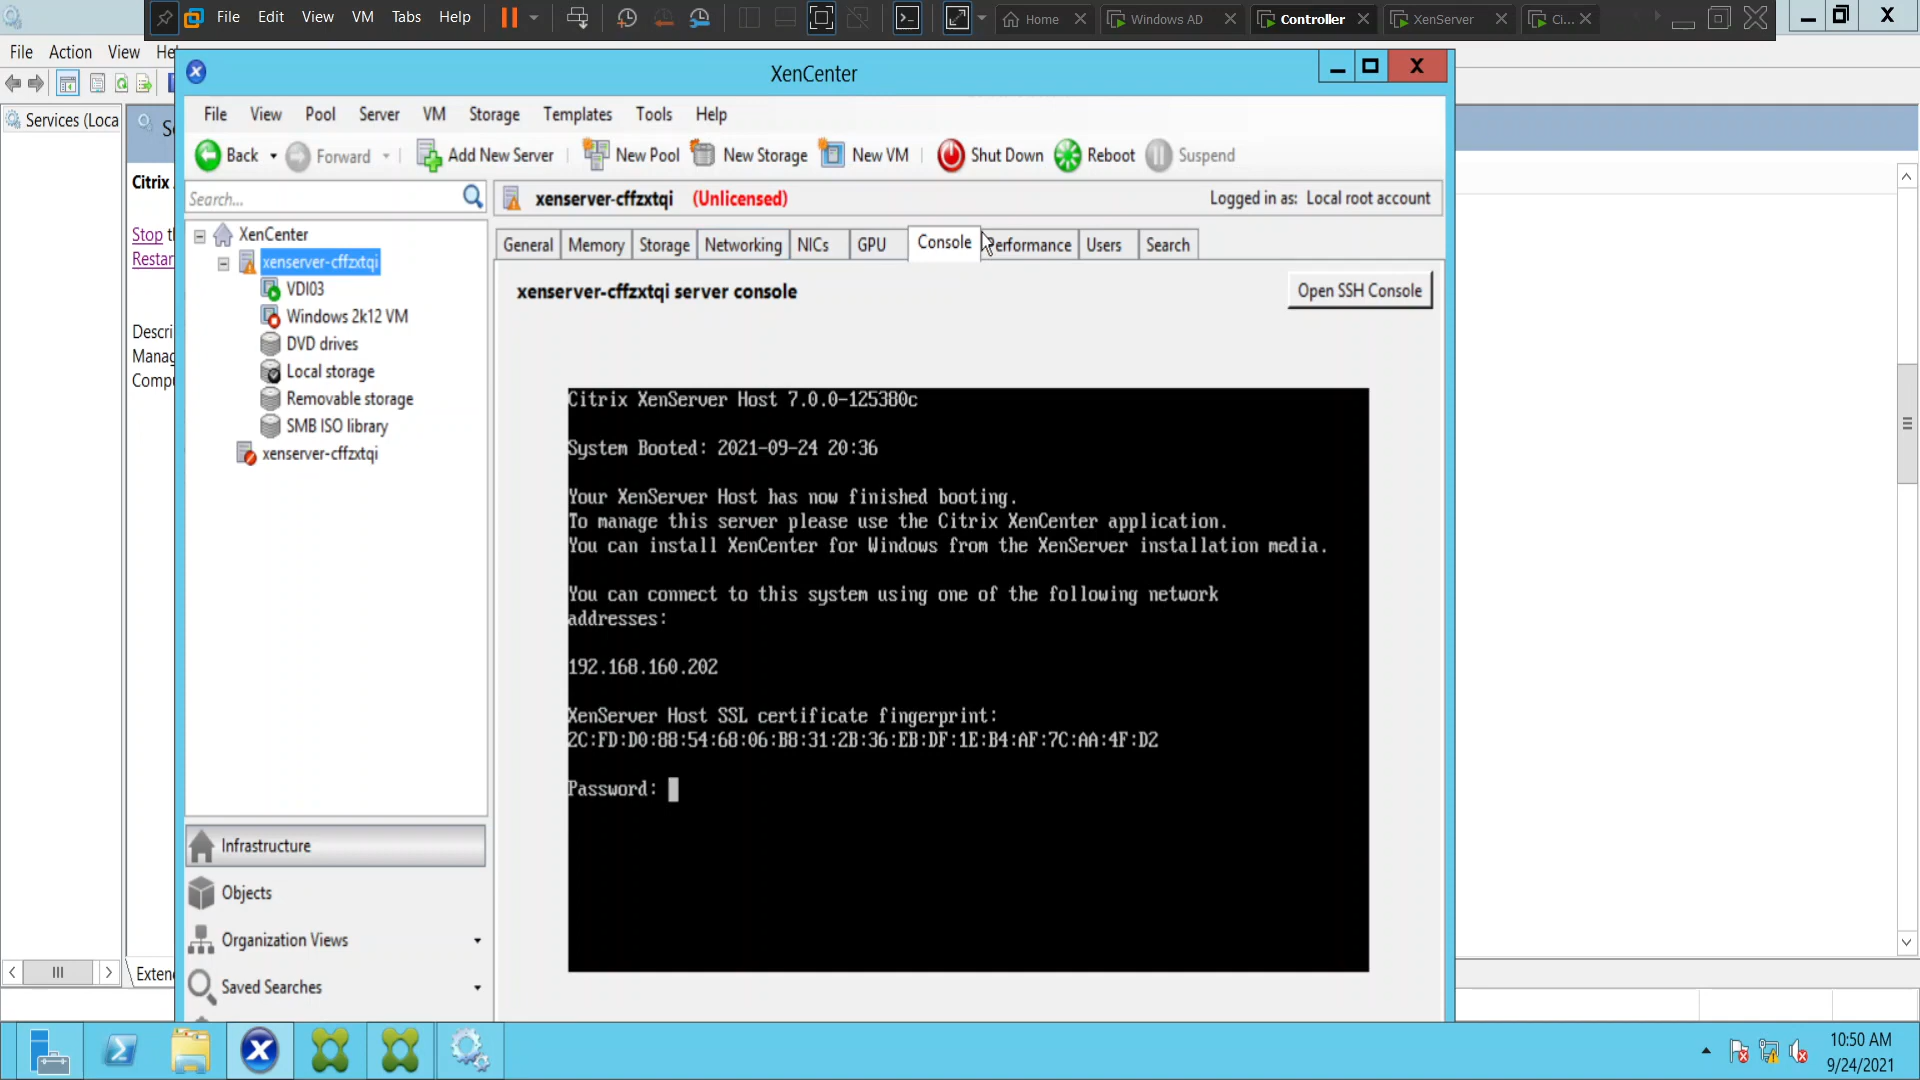 File Edit View VM Tabs Help
Home
Windows AD
Controller
XenServer
Ci...
File Action View He
Services (Loca
Citrix
Stop th
Restar
Descri
Manag
Compu
Extend
XenCenter
File View Pool Server VM Storage Templates Tools Help
Back Forward Add New Server New Pool New Storage New VM Shut Down Reboot Suspend
Search...
xenserver-cffzxtqi (Unlicensed)
Logged in as: Local root account
XenCenter
xenserver-cffzxtqi
VDI03
Windows 2k12 VM
DVD drives
Local storage
Removable storage
SMB ISO library
xenserver-cffzxtqi
General Memory Storage Networking NICs GPU Console Performance Users Search
xenserver-cffzxtqi server console
Open SSH Console
Citrix XenServer Host 7.0.0-125380c
System Booted: 2021-09-24 20:36
Your XenServer Host has now finished booting.
To manage this server please use the Citrix XenCenter application.
You can install XenCenter for Windows from the XenServer installation media.
You can connect to this system using one of the following network
addresses:
192.168.160.202
XenServer Host SSL certificate fingerprint:
2C:FD:D0:88:54:68:06:B8:31:2B:36:EB:DF:1E:B4:AF:7C:AA:4F:D2
Password:
Infrastructure
Objects
Organization Views
Saved Searches
10:50 AM
9/24/2021